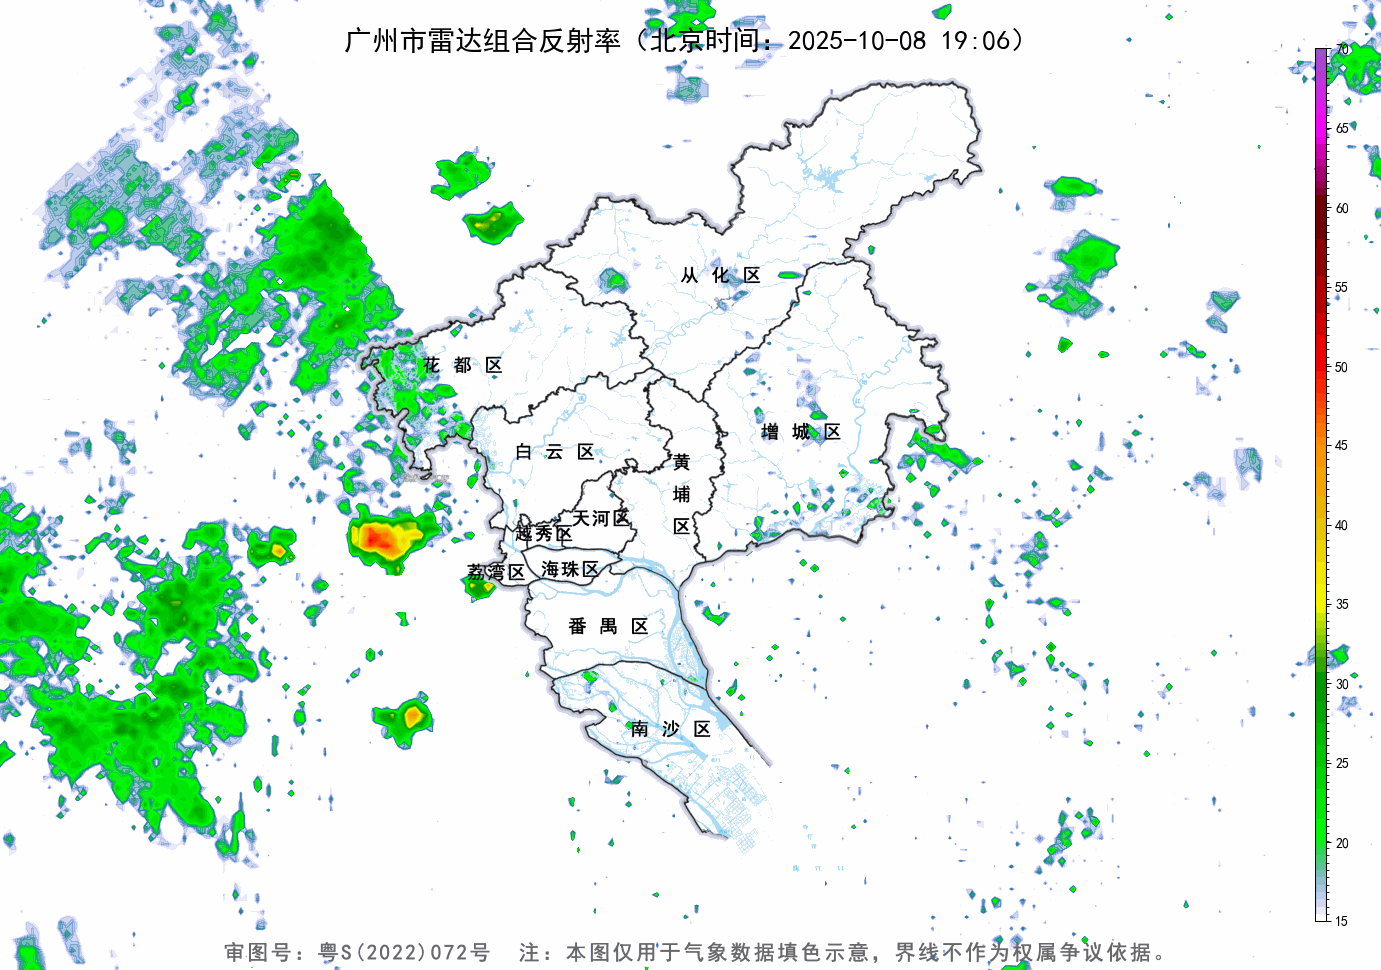 广州市雷达组合反射率（北京时间：2025-10-08 19:06）
70
65
60
55
50
45
40
35
30
25
20
15
从化区
花都区
增城区
白云区
黄埔区
天河区
越秀区
荔湾区
海珠区
番禺区
南沙区
审图号：粤S(2022)072号 注：本图仅用于气象数据填色示意，界线不作为权属争议依据。